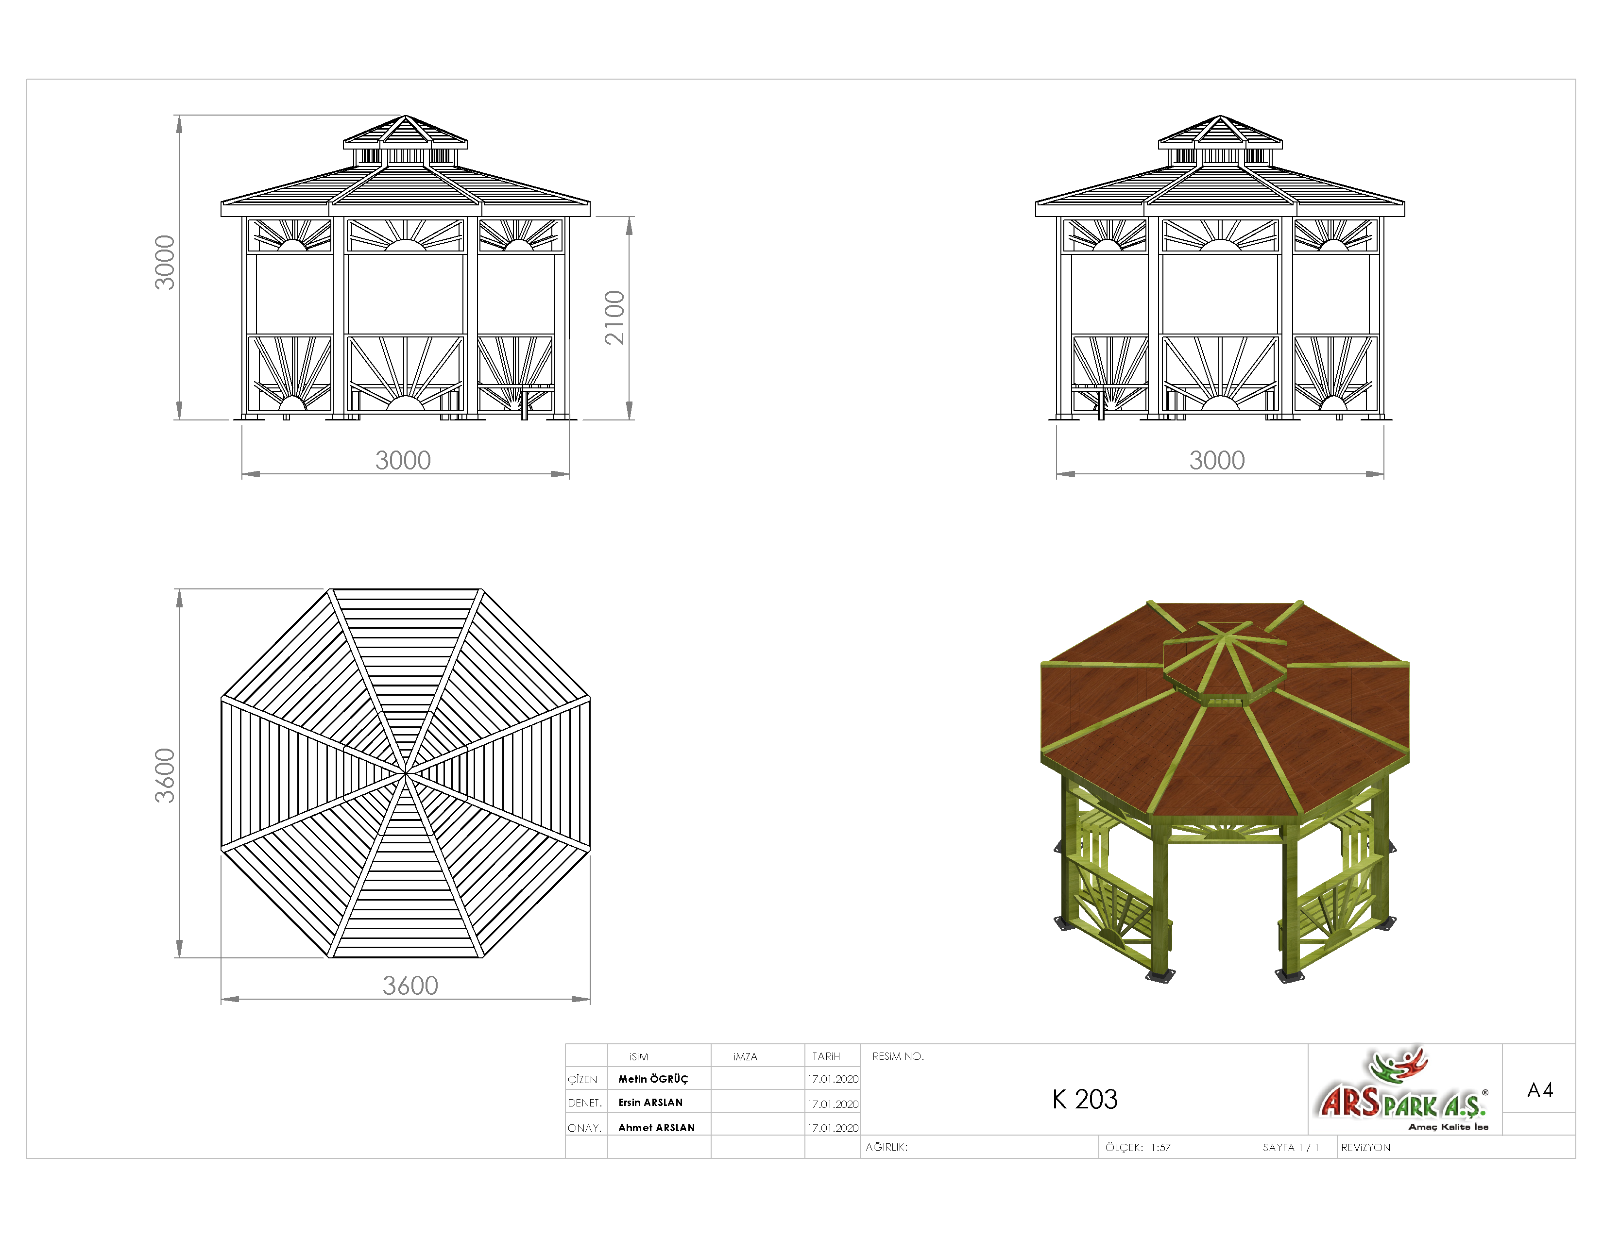 3000
2100
3000
3000
3600
3600
İSİM
İMZA
TARİH
RESİM NO.
ÇİZEN
Metin ÖGRÜÇ
17.01.2020
DENET.
Ersin ARSLAN
17.01.2020
ONAY.
Ahmet ARSLAN
17.01.2020
K 203
ARSPARK A.Ş.®
Amaç Kalite İse
A4
AĞIRLIK:
ÖLÇEK:
SAYFA 1 / 1
REVİZYON